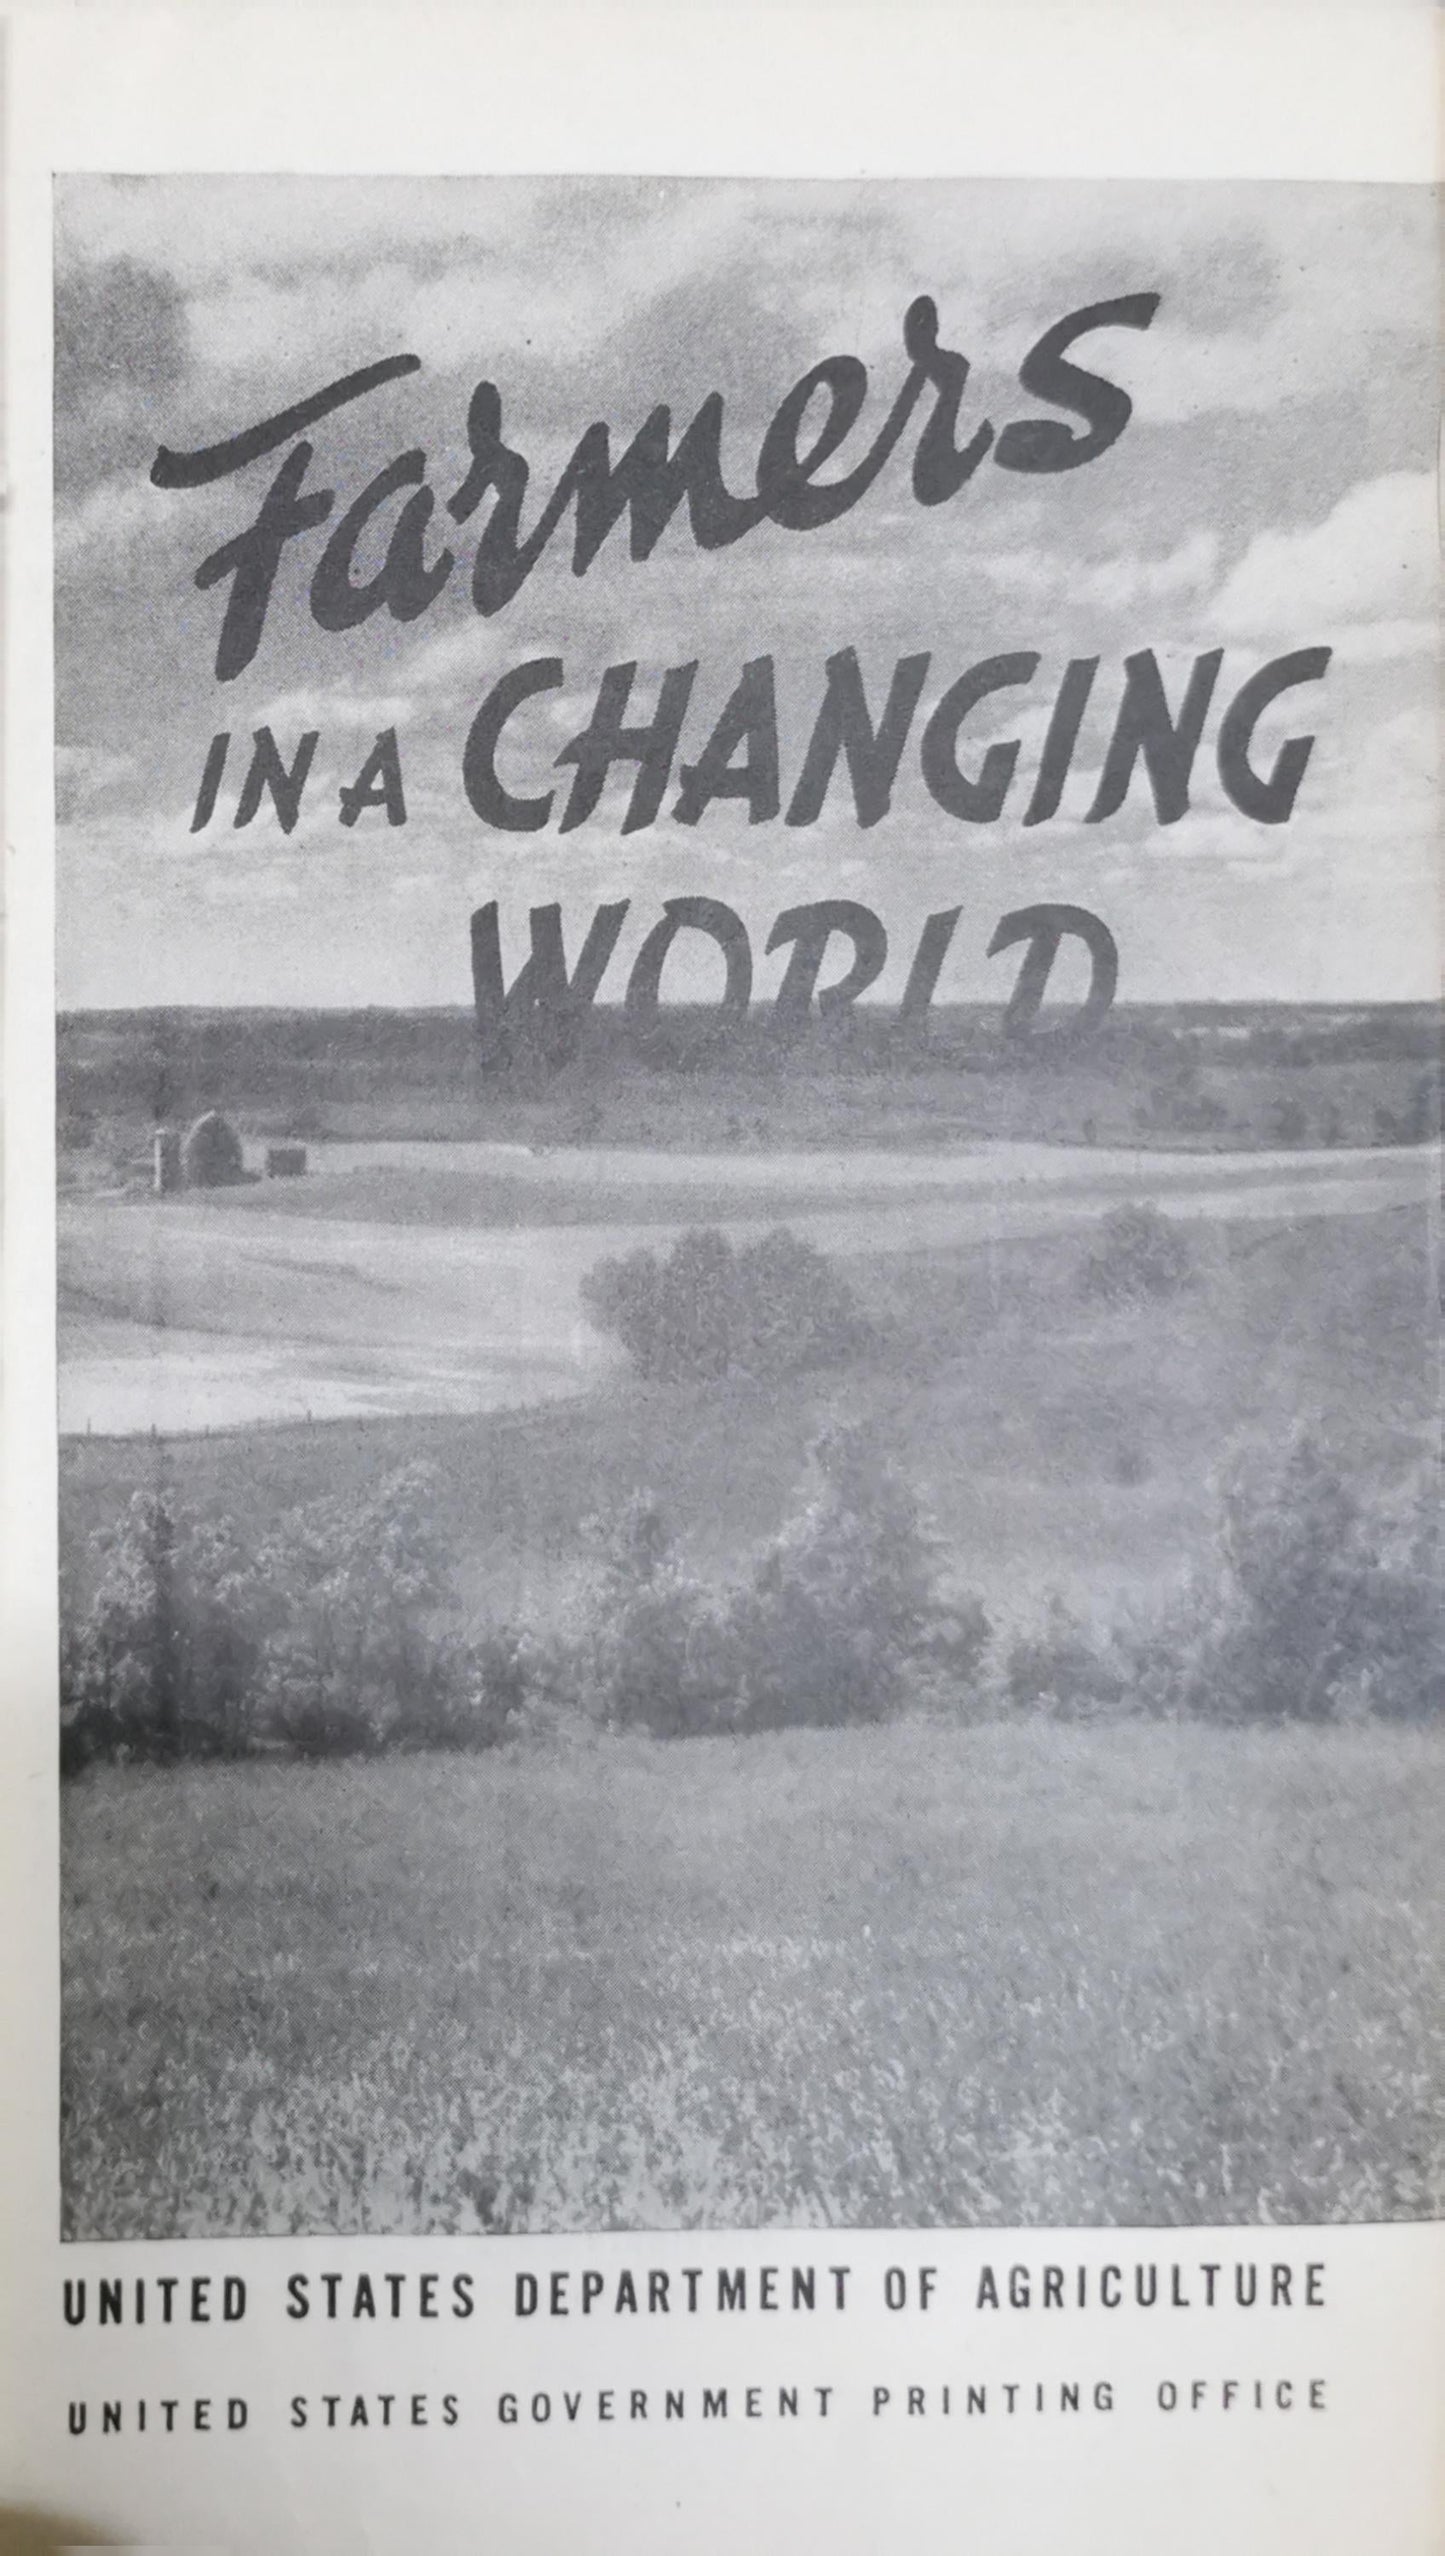 Farmers
IN A CHANGING
WORLD
UNITED STATES DEPARTMENT OF AGRICULTURE
UNITED STATES GOVERNMENT PRINTING OFFICE